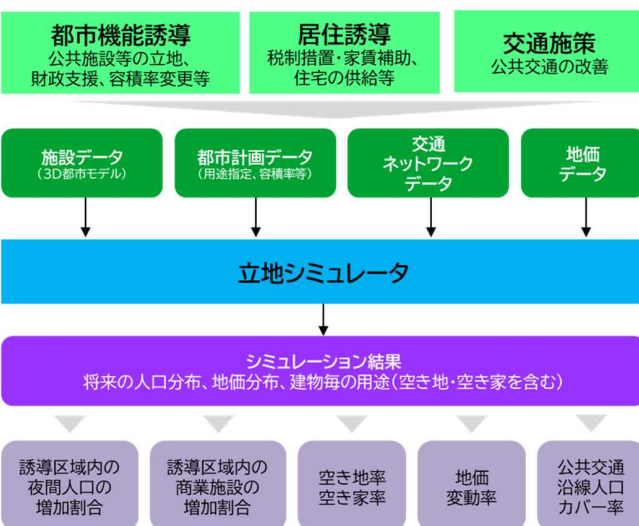 都市機能誘導
公共施設等の立地、
財政支援、容積率変更等
居住誘導
税制措置・家賃補助、
住宅の供給等
交通施策
公共交通の改善
施設データ
（3D都市モデル）
都市計画データ
（用途指定、容積率等）
交通
ネットワーク
データ
地価
データ
立地シミュレータ
シミュレーション結果
将来の人口分布、地価分布、建物毎の用途（空き地・空き家を含む）
誘導区域内の
夜間人口の
増加割合
誘導区域内の
商業施設の
増加割合
空き地率
空き家率
地価
変動率
公共交通
沿線人口
カバー率